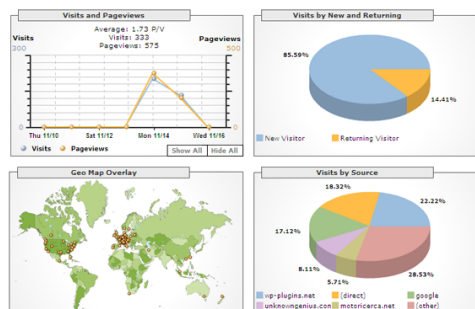 Visits and Pageviews
Average: 1.73 P/V
Visits: 333
Pageviews: 575
Visits
Pageviews
300
500
0
0
Thu 11/10
Sat 11/12
Mon 11/14
Wed 11/16
Visits
Pageviews
Show All
Hide All
Visits by New and Returning
85.59%
14.41%
New Visitor
Returning Visitor
Geo Map Overlay
Visits by Source
18.32%
22.22%
17.12%
8.11%
5.71%
28.53%
wp-plugins.net
(direct)
google
unknowngenius.con
motoricerca.net
(other)